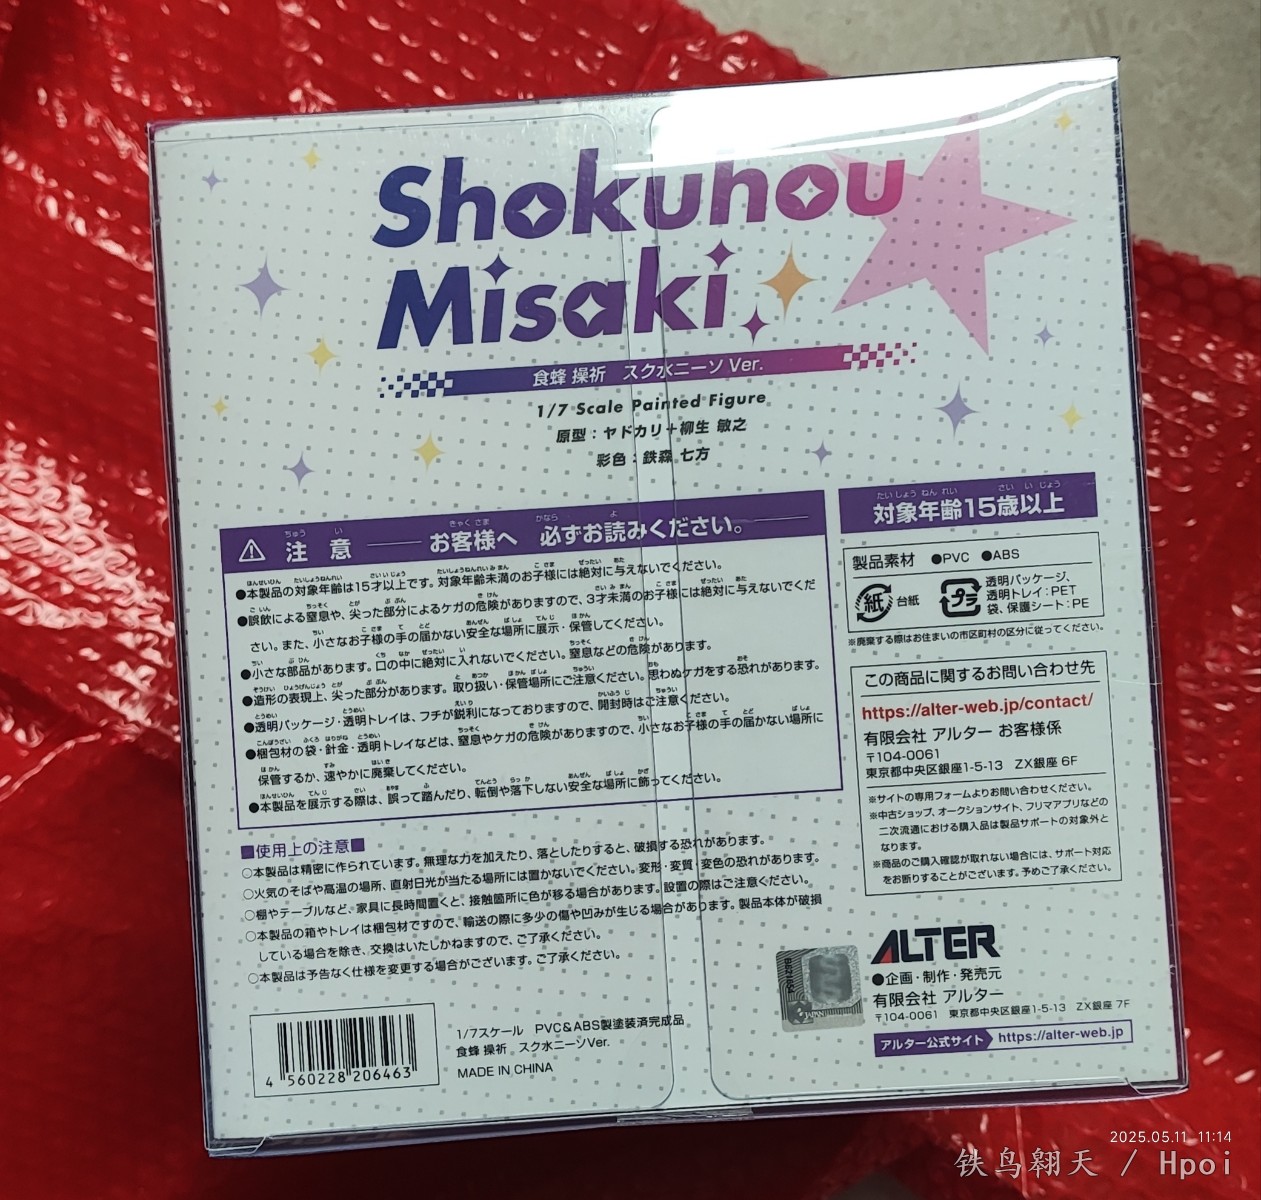 Shokuhou
Misaki
食蜂 操祈 スク水ニーソ Ver.
1/7 Scale Painted Figure
原型：ヤドカリ＋柳生 敏之
彩色：鉄森 七方
ちゅう い きゃく さま かなら よ
注 意 お客様へ 必ずお読みください。
●本製品の対象年齢は15才以上です。対象年齢未満のお子様には絶対に与えないでください。
●誤飲による窒息や、尖った部分によるケガの危険がありますので、3才未満のお子様には絶対に与えないでくだ
さい。また、小さなお子様の手の届かない安全な場所に展示・保管してください。
●小さな部品があります。口の中に絶対に入れないでください。窒息などの危険があります。
●造形の表現上、尖った部分があります。取り扱い・保管場所にご注意ください。思わぬケガをする恐れがあります。
●透明パッケージ・透明トレイは、フチが鋭利になっておりますので、開封時はご注意ください。
●梱包材の袋・針金・透明トレイなどは、窒息やケガの危険がありますので、小さなお子様の手の届かない場所に
保管するか、速やかに廃棄してください。
●本製品を展示する際は、誤って踏んだり、転倒や落下しない安全な場所に飾ってください。
■使用上の注意■
○本製品は精密に作られています。無理な力を加えたり、落としたりすると、破損する恐れがあります。
○火気のそばや高温の場所、直射日光が当たる場所には置かないでください。変形・変質・変色の恐れがあります。
○棚やテーブルなど、家具に長時間置くと、接触箇所に色が移る場合があります。設置の際はご注意ください。
○本製品の箱やトレイは梱包材ですので、輸送の際に多少の傷や凹みが生じる場合があります。製品本体が破損
している場合を除き、交換はいたしかねますので、ご了承ください。
○本製品は予告なく仕様を変更する場合がございます。ご了承ください。
4 560228 206463
1/7スケール PVC&ABS製塗装済完成品
食蜂 操祈 スク水ニーソVer.
MADE IN CHINA
たい しょう ねん れい さい い じょう
対象年齢15歳以上
製品素材 ●PVC ●ABS
紙 台紙
プラ 透明パッケージ、
透明トレイ：PET
袋、保護シート：PE
※廃棄する際はお住まいの市区町村の区分に従ってください。
この商品に関するお問い合わせ先
https://alter-web.jp/contact/
有限会社 アルター お客様係
〒104-0061
東京都中央区銀座1-5-13 ZX銀座 6F
※サイトの専用フォームよりお問い合わせください。
※中古ショップ、オークションサイト、フリマアプリなどの
二次流通における購入品は製品サポートの対象外と
なります。
※商品のご購入確認が取れない場合には、サポート対応
をお断りすることがございます。予めご了承ください。
ALTER
●企画・制作・発売元
有限会社 アルター
〒104-0061 東京都中央区銀座1-5-13 ZX銀座 7F
アルター公式サイト https://alter-web.jp
JAPAN
2025.05.11 11:14
铁鸟翱天 / Hpoi